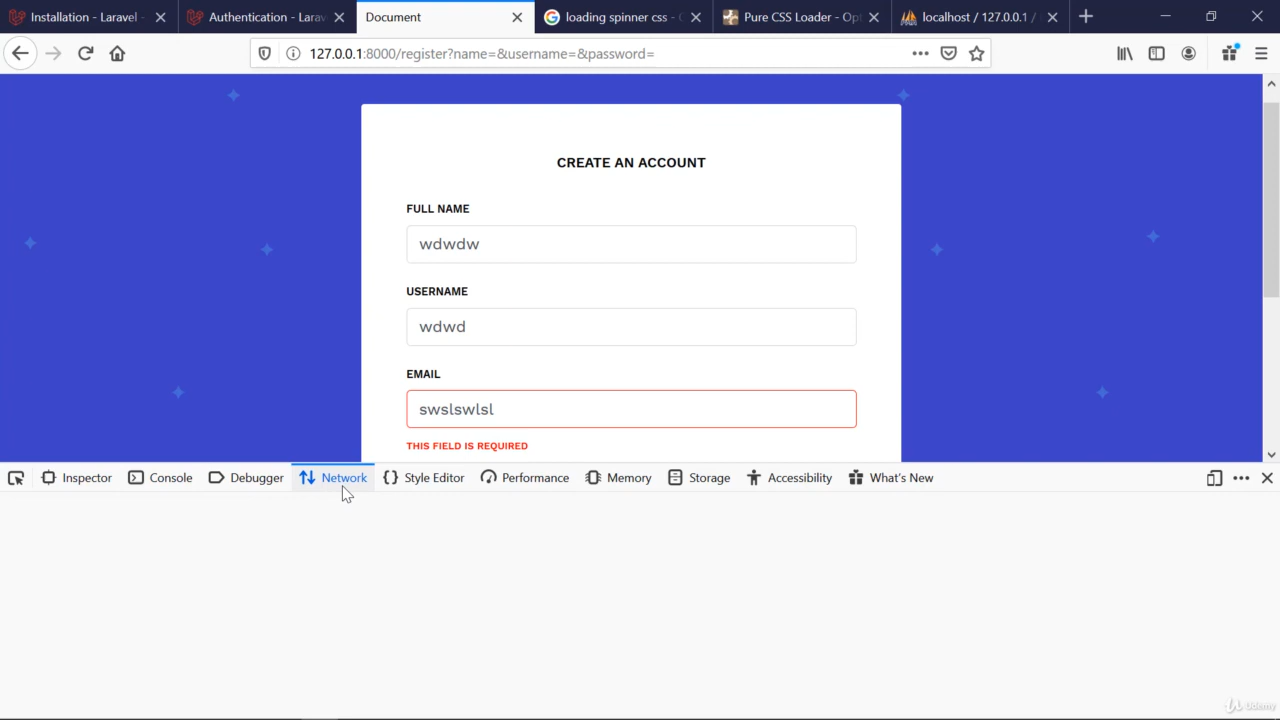 Installation - Laravel -
Authentication - Larav
Document
loading spinner css - G
Pure CSS Loader - Opt
localhost / 127.0.0.1 /
127.0.0.1:8000/register?name=&username=&password=
CREATE AN ACCOUNT
FULL NAME
wdwdw
USERNAME
wdwd
EMAIL
swslswlsl
THIS FIELD IS REQUIRED
Inspector Console Debugger Network Style Editor Performance Memory Storage Accessibility What's New
Udemy